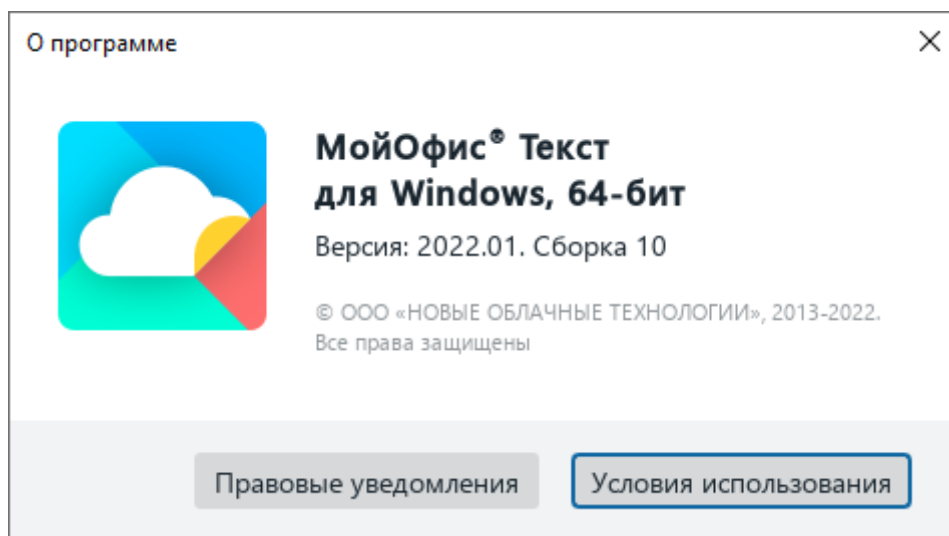 О программе
МойОфис® Текст
для Windows, 64-бит
Версия: 2022.01. Сборка 10
© ООО «НОВЫЕ ОБЛАЧНЫЕ ТЕХНОЛОГИИ», 2013-2022.
Все права защищены
Правовые уведомления
Условия использования